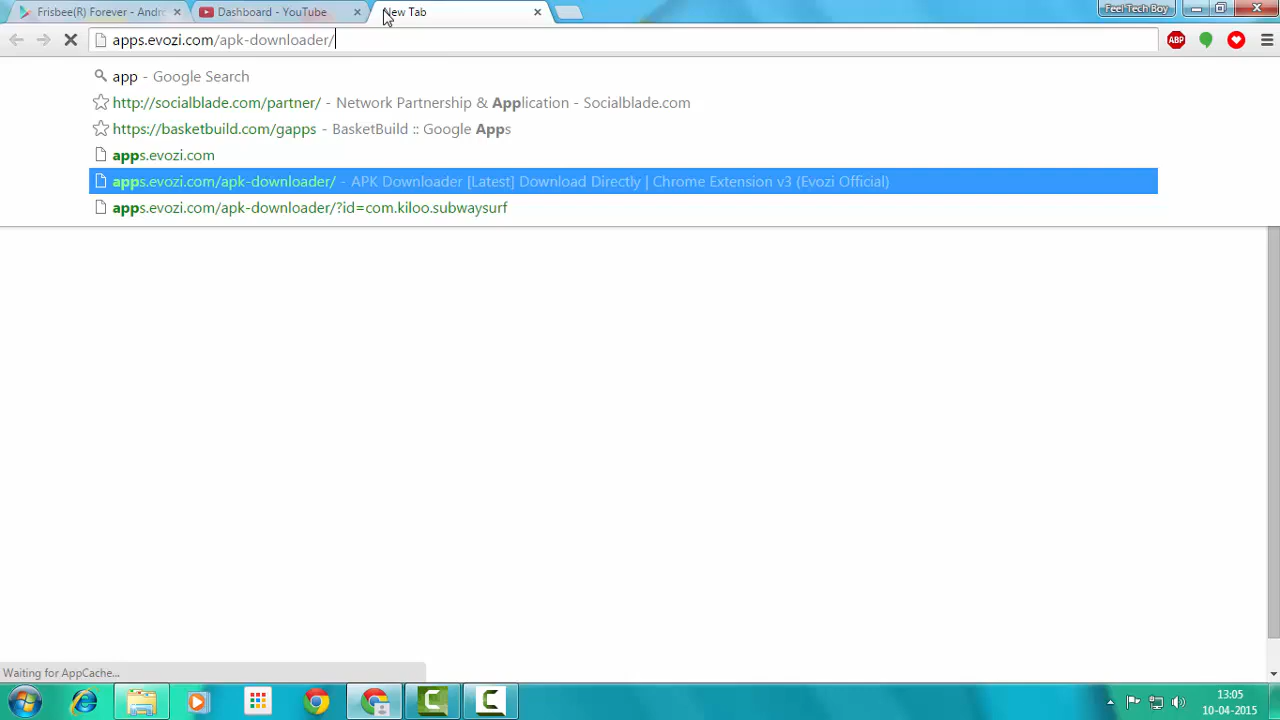 Frisbee(R) Forever - Andr
Dashboard - YouTube
New Tab
Feel Tech Boy
apps.evozi.com/apk-downloader/
ABP
app - Google Search
http://socialblade.com/partner/ - Network Partnership & Application - Socialblade.com
https://basketbuild.com/gapps - BasketBuild :: Google Apps
apps.evozi.com
apps.evozi.com/apk-downloader/ - APK Downloader [Latest] Download Directly | Chrome Extension v3 (Evozi Official)
apps.evozi.com/apk-downloader/?id=com.kiloo.subwaysurf
Waiting for AppCache...
13:05
10-04-2015